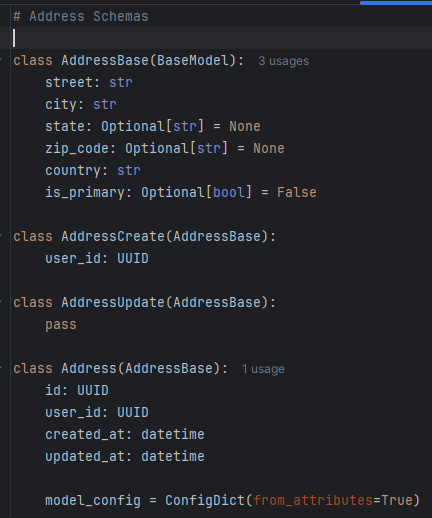 # Address Schemas
class AddressBase(BaseModel): 3 usages
    street: str
    city: str
    state: Optional[str] = None
    zip_code: Optional[str] = None
    country: str
    is_primary: Optional[bool] = False
class AddressCreate(AddressBase):
    user_id: UUID
class AddressUpdate(AddressBase):
    pass
class Address(AddressBase): 1 usage
    id: UUID
    user_id: UUID
    created_at: datetime
    updated_at: datetime
    model_config = ConfigDict(from_attributes=True)